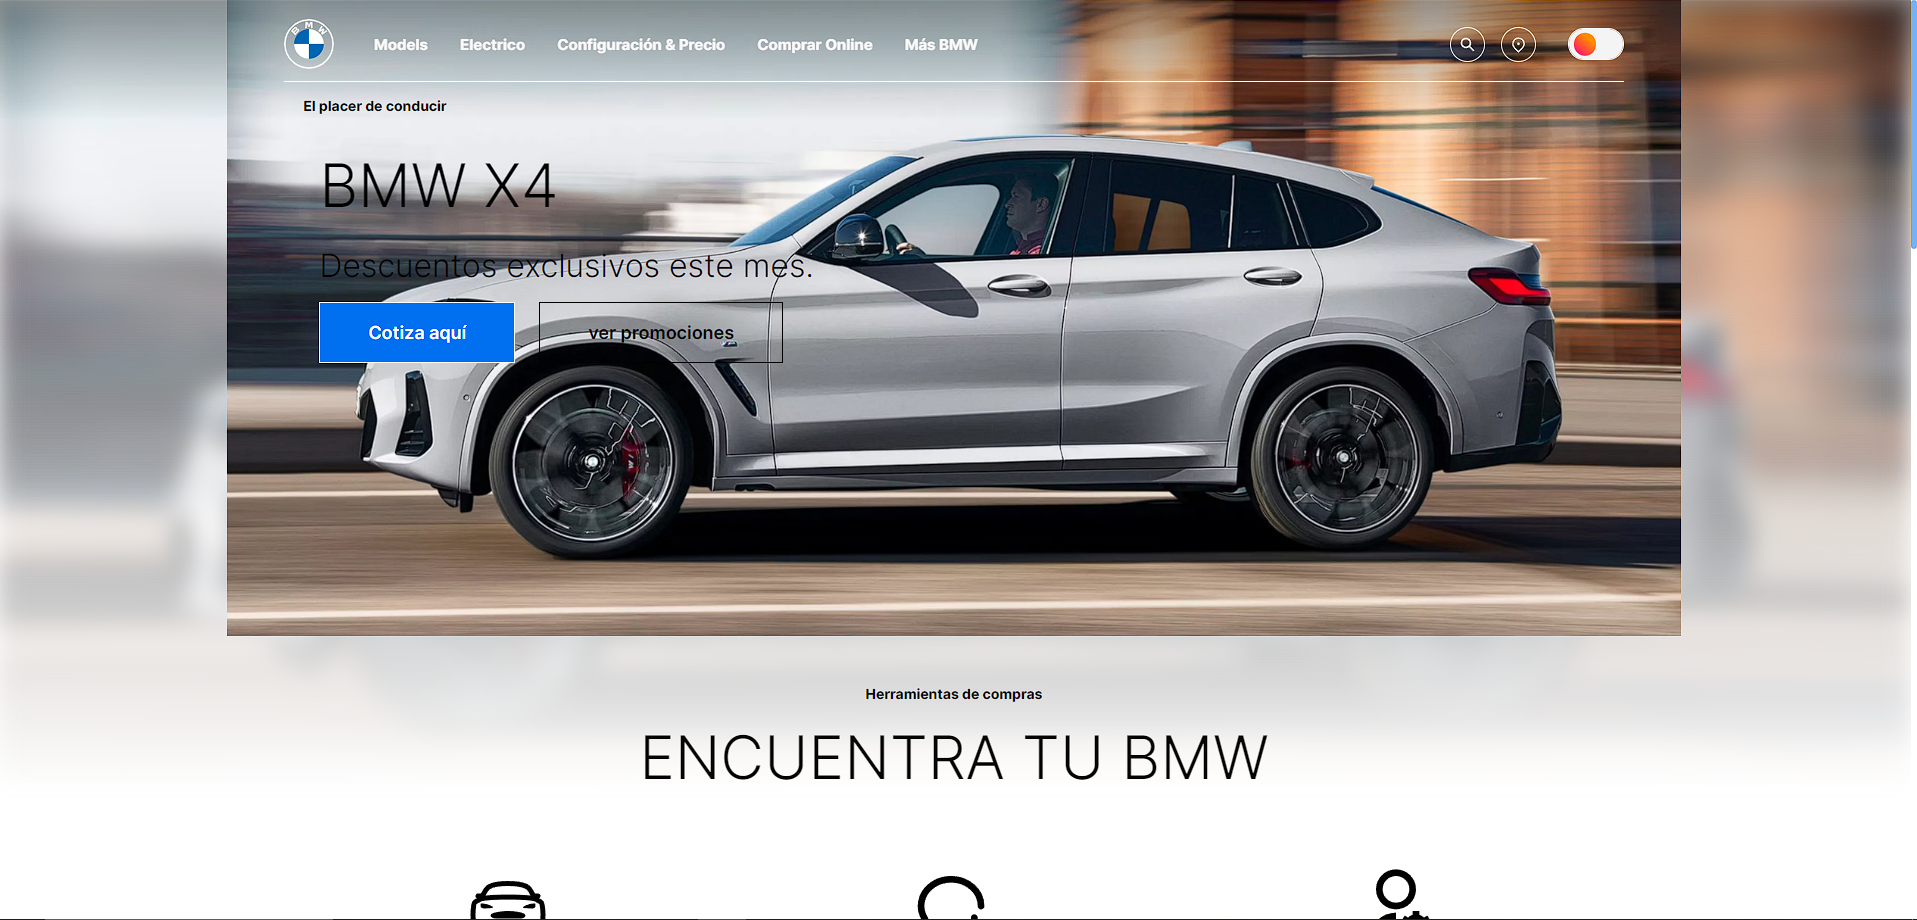 BMW
Models
Electrico
Configuración & Precio
Comprar Online
Más BMW
El placer de conducir
BMW X4
Descuentos exclusivos este mes.
Cotiza aquí
ver promociones
Herramientas de compras
ENCUENTRA TU BMW